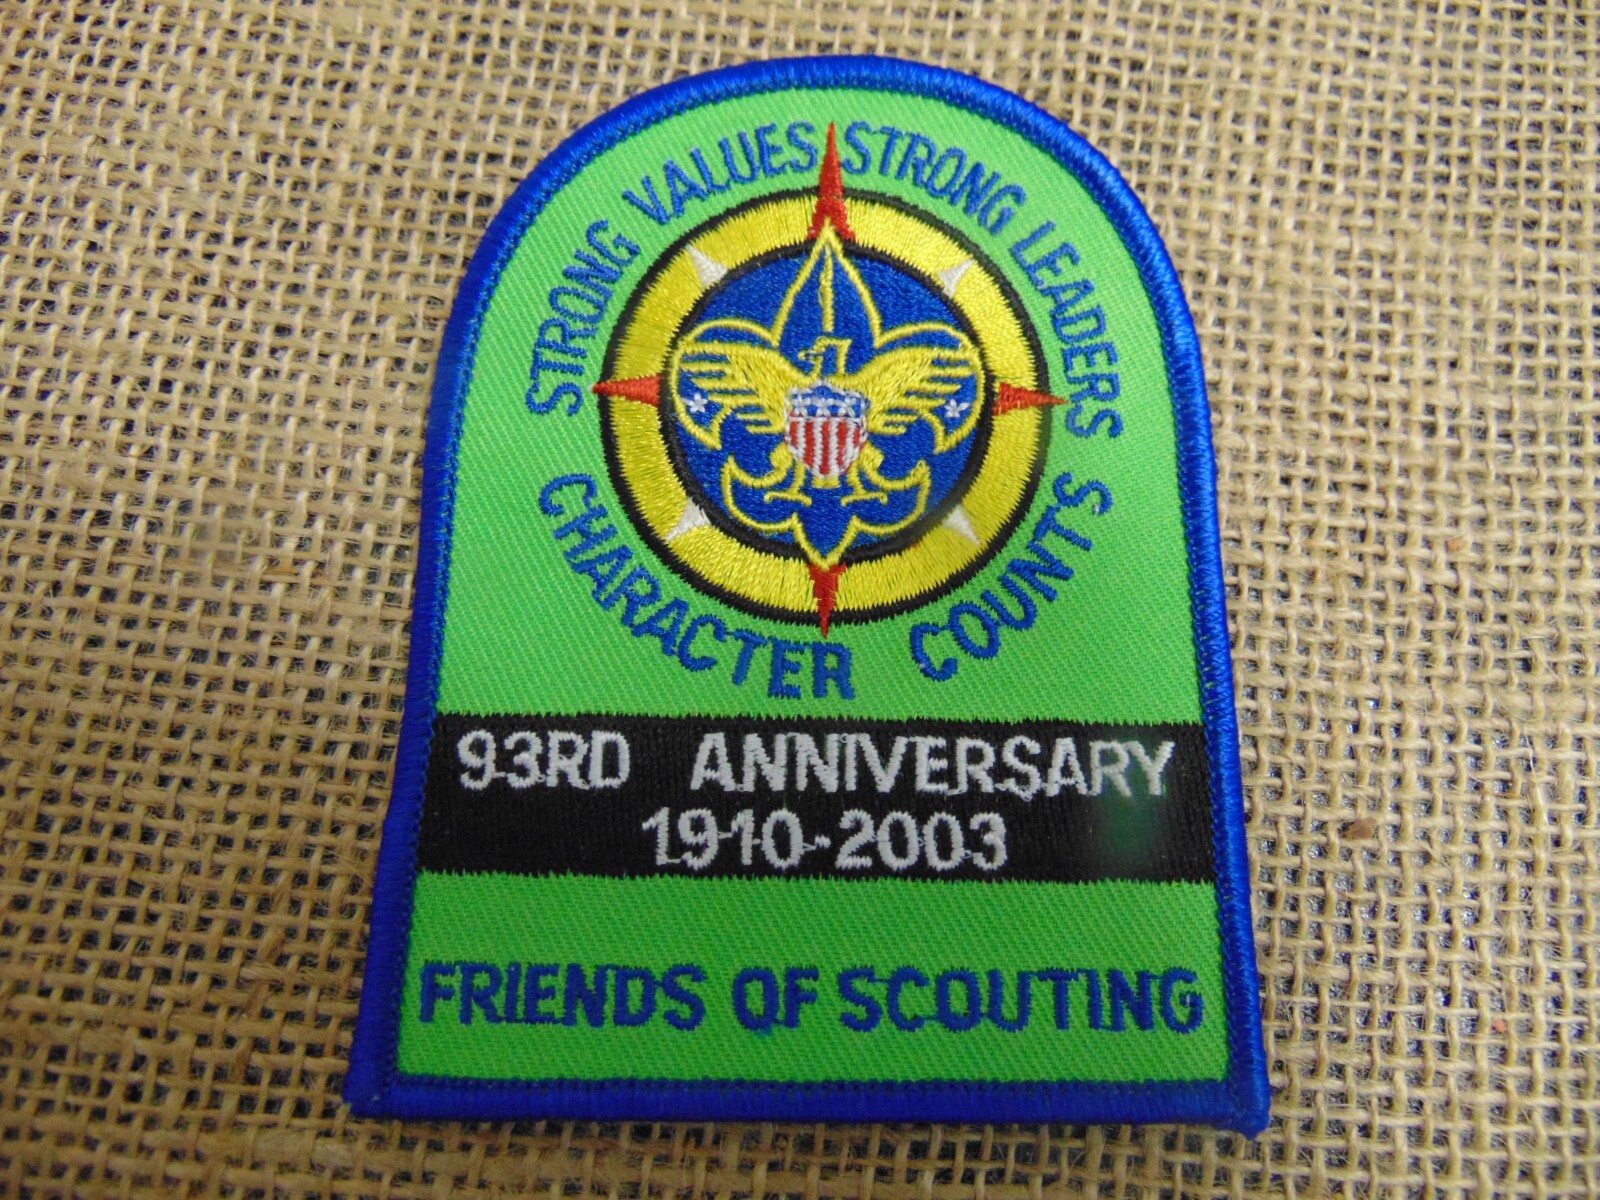 STRONG VALUES STRONG LEADERS
CHARACTER COUNTS
93RD ANNIVERSARY
1910-2003
FRIENDS OF SCOUTING